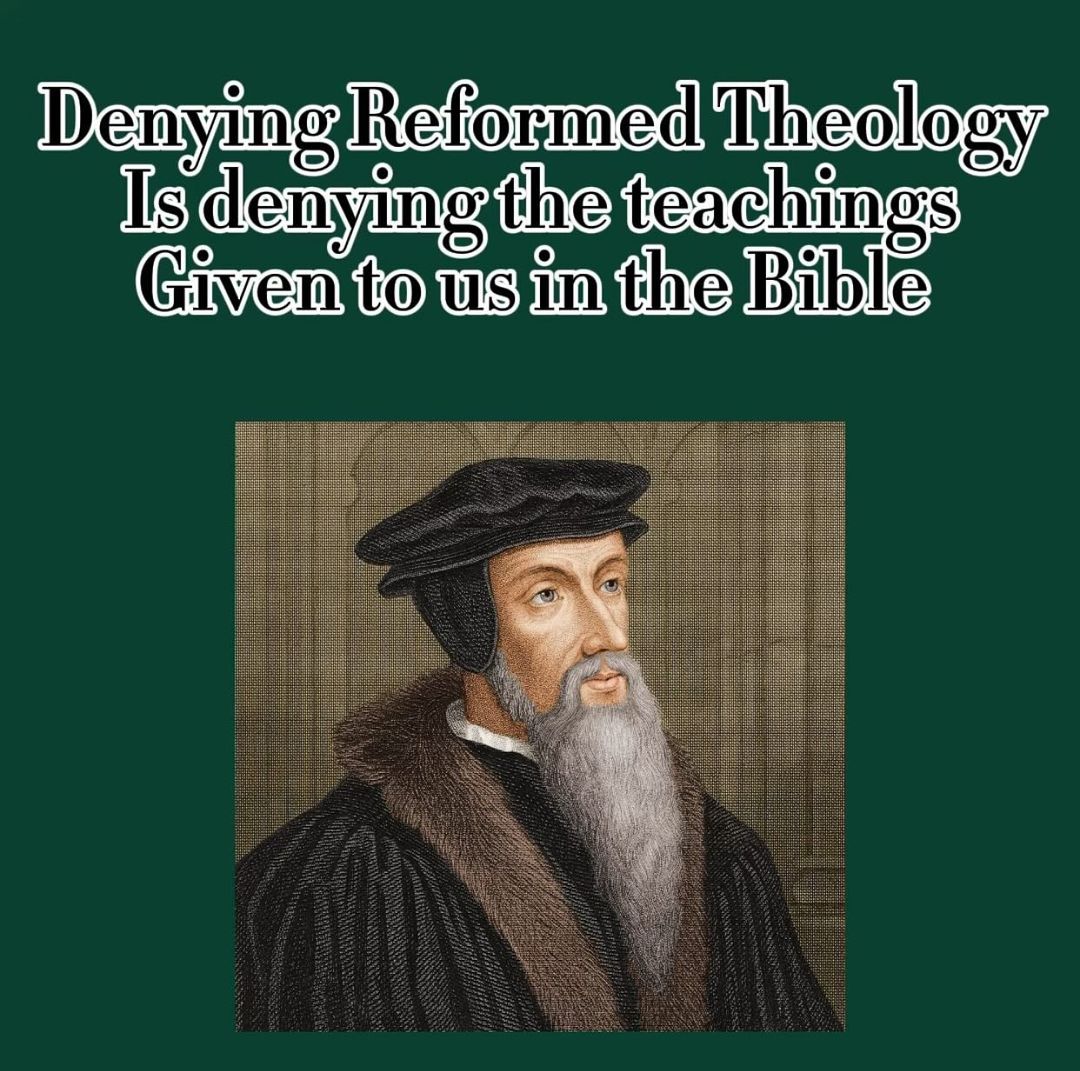 Denying Reformed Theology
Is denying the teachings
Given to us in the Bible